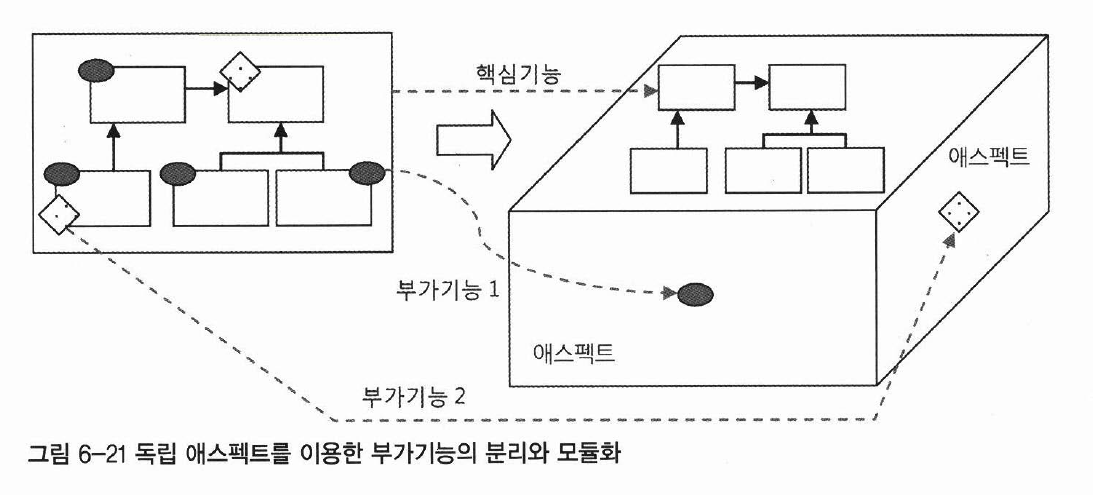 핵심기능
애스펙트
부가기능 1
애스펙트
부가기능 2
그림 6-21 독립 애스펙트를 이용한 부가기능의 분리와 모듈화